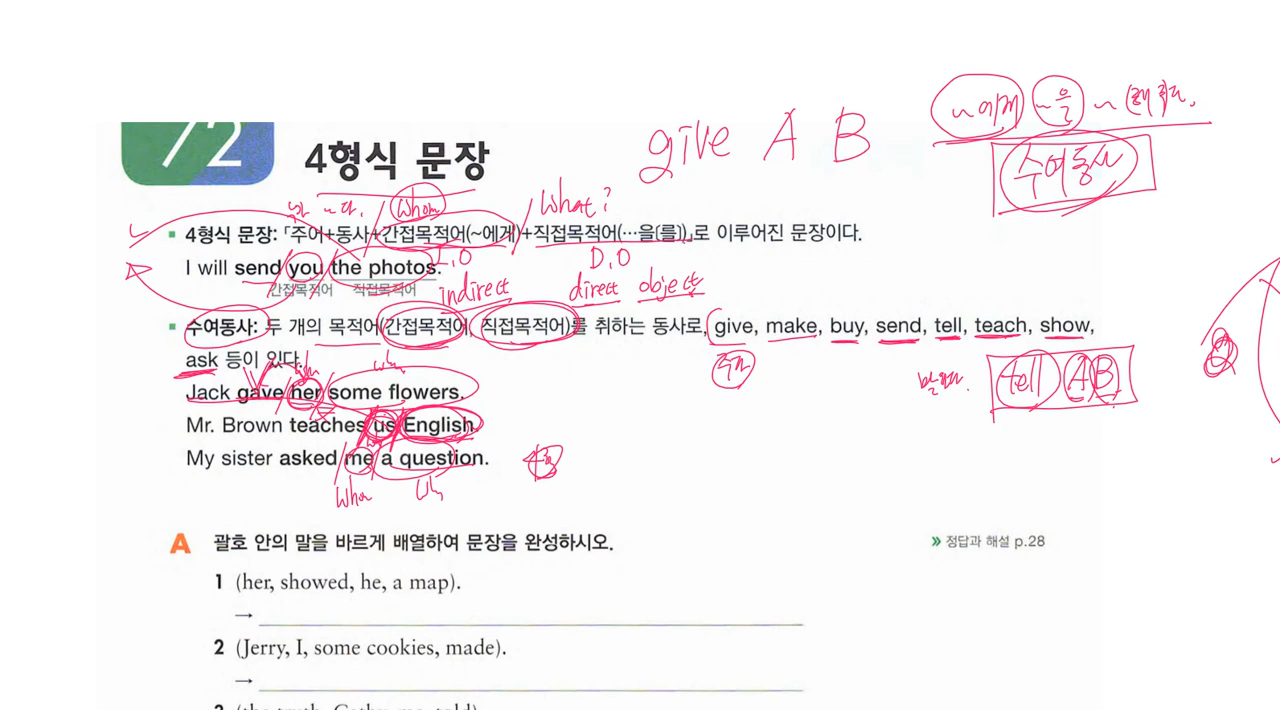 ~에게 ~을 ~해주다.
give A B
수여동사
72
4형식 문장
~다. Whom What?
4형식 문장: 「주어+동사+간접목적어(~에게)+직접목적어(…을(를))」로 이루어진 문장이다.
I.O D.O
I will send you the photos.
간접목적어 직접목적어
indirect direct object
수여동사: 두 개의 목적어(간접목적어, 직접목적어)를 취하는 동사로, give, make, buy, send, tell, teach, show,
ask 등이 있다.
주다
tell A B
Jack gave her some flowers.
Mr. Brown teaches us English.
My sister asked me a question.
A 괄호 안의 말을 바르게 배열하여 문장을 완성하시오.
» 정답과 해설 p.28
1 (her, showed, he, a map).
→
2 (Jerry, I, some cookies, made).
→
3 (the truth, Cathy, me, told).